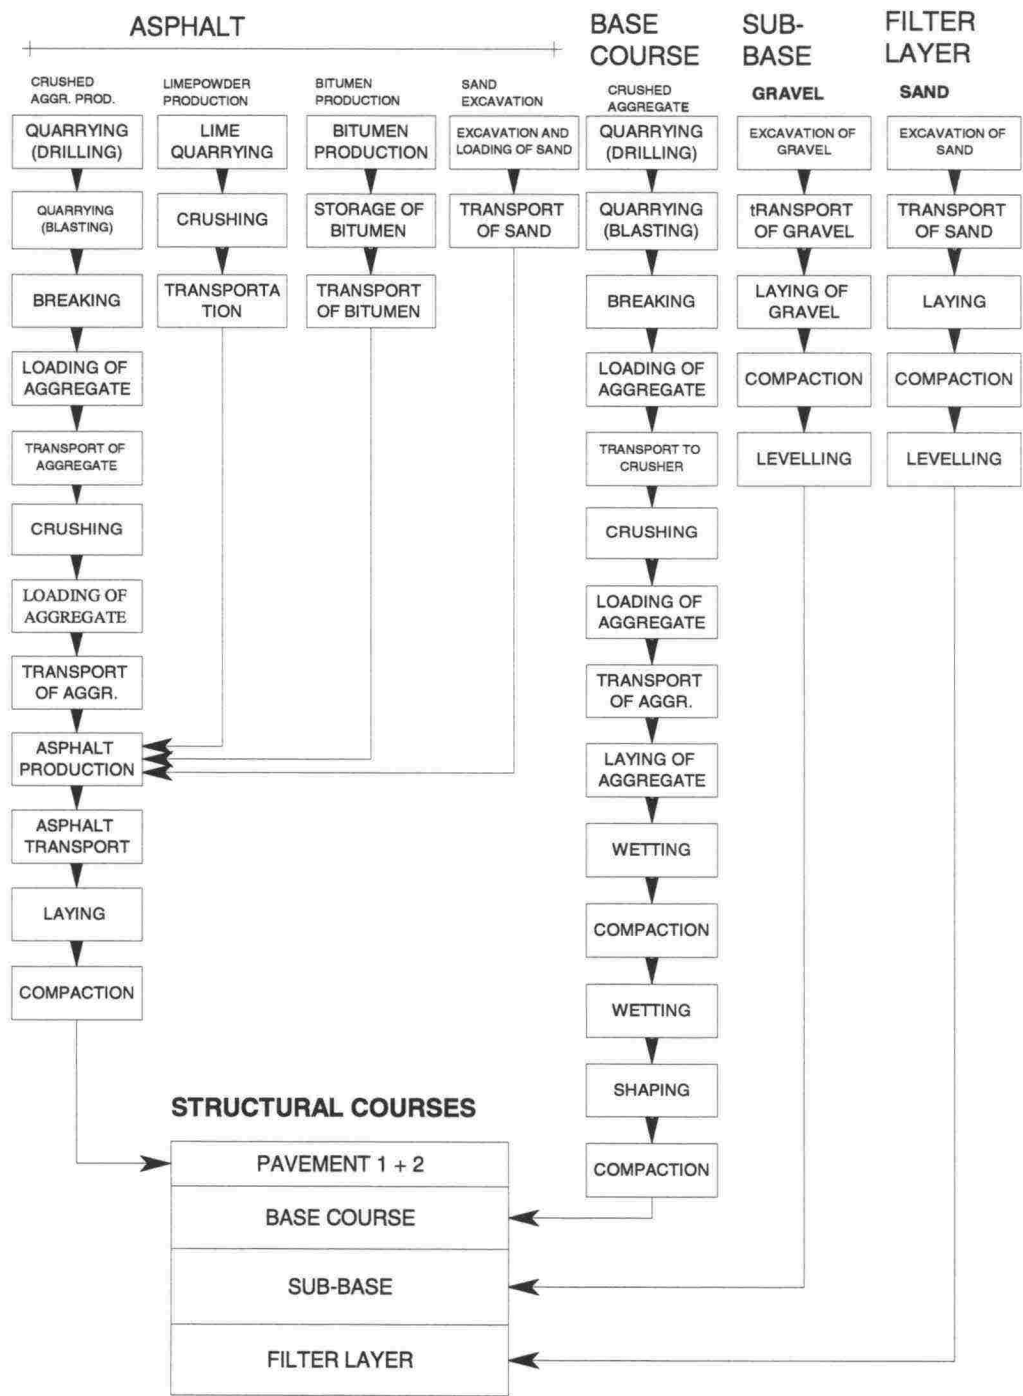 ASPHALT
BASE
COURSE
SUB-
BASE
FILTER
LAYER
CRUSHED
AGGR. PROD.
LIMEPOWDER
PRODUCTION
BITUMEN
PRODUCTION
SAND
EXCAVATION
CRUSHED
AGGREGATE
GRAVEL
SAND
QUARRYING
(DRILLING)
QUARRYING
(BLASTING)
BREAKING
LOADING OF
AGGREGATE
TRANSPORT OF
AGGREGATE
CRUSHING
LOADING OF
AGGREGATE
TRANSPORT
OF AGGR.
ASPHALT
PRODUCTION
ASPHALT
TRANSPORT
LAYING
COMPACTION
LIME
QUARRYING
CRUSHING
TRANSPORTA
TION
BITUMEN
PRODUCTION
STORAGE OF
BITUMEN
TRANSPORT
OF BITUMEN
EXCAVATION AND
LOADING OF SAND
TRANSPORT
OF SAND
QUARRYING
(DRILLING)
QUARRYING
(BLASTING)
BREAKING
LOADING OF
AGGREGATE
TRANSPORT TO
CRUSHER
CRUSHING
LOADING OF
AGGREGATE
TRANSPORT
OF AGGR.
LAYING OF
AGGREGATE
WETTING
COMPACTION
WETTING
SHAPING
COMPACTION
EXCAVATION OF
GRAVEL
tRANSPORT
OF GRAVEL
LAYING OF
GRAVEL
COMPACTION
LEVELLING
EXCAVATION OF
SAND
TRANSPORT
OF SAND
LAYING
COMPACTION
LEVELLING
STRUCTURAL COURSES
PAVEMENT 1 + 2
BASE COURSE
SUB-BASE
FILTER LAYER